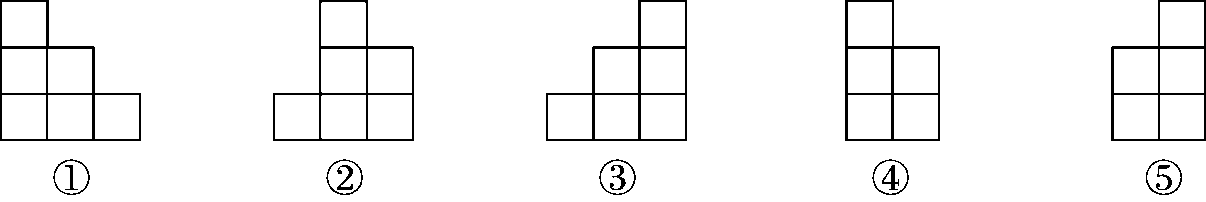 ① ② ③ ④ ⑤